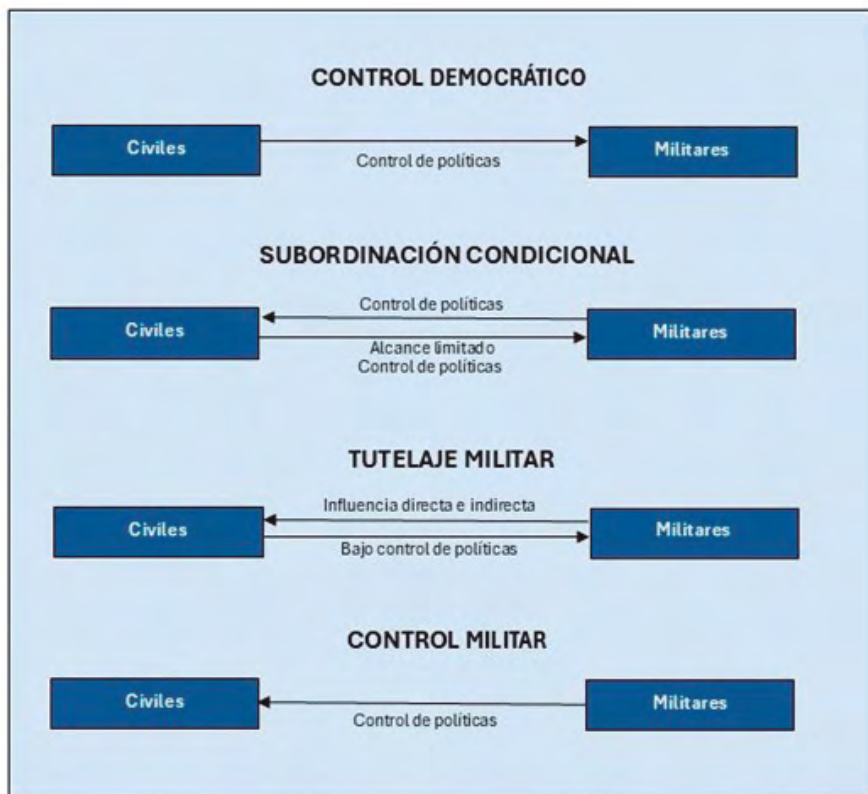 CONTROL DEMOCRÁTICO
Civiles
Militares
Control de políticas
SUBORDINACIÓN CONDICIONAL
Control de políticas
Civiles
Militares
Alcance limitado
Control de políticas
TUTELAJE MILITAR
Influencia directa e indirecta
Civiles
Militares
Bajo control de políticas
CONTROL MILITAR
Civiles
Militares
Control de políticas